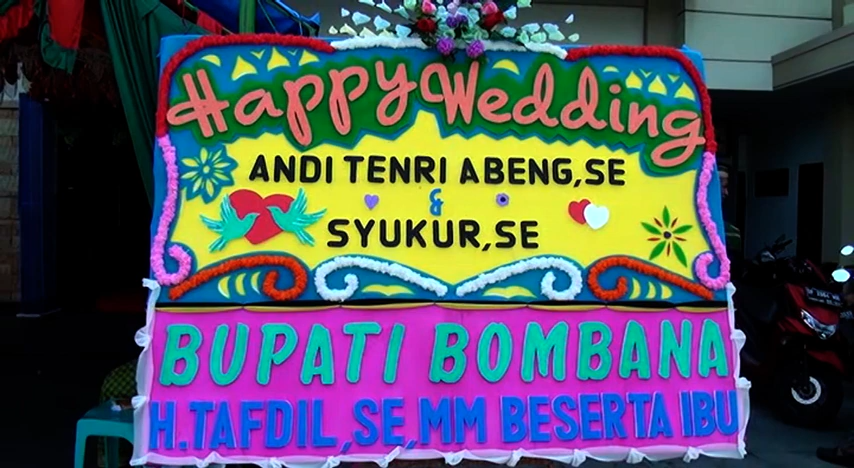 Happy Wedding
ANDI TENRI ABENG,SE
&
SYUKUR,SE
BUPATI BOMBANA
H.TAFDIL,SE,MM BESERTA IBU